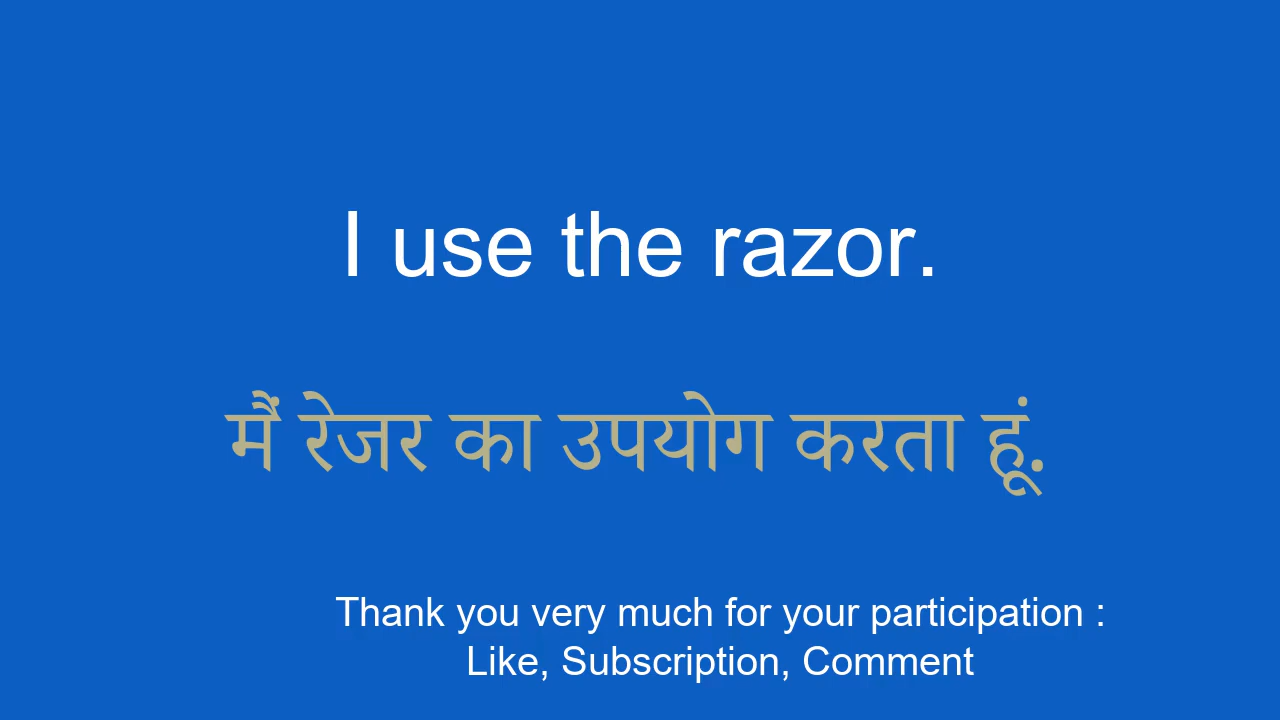 I use the razor.
मैं रेजर का उपयोग करता हूं.
Thank you very much for your participation :
Like, Subscription, Comment